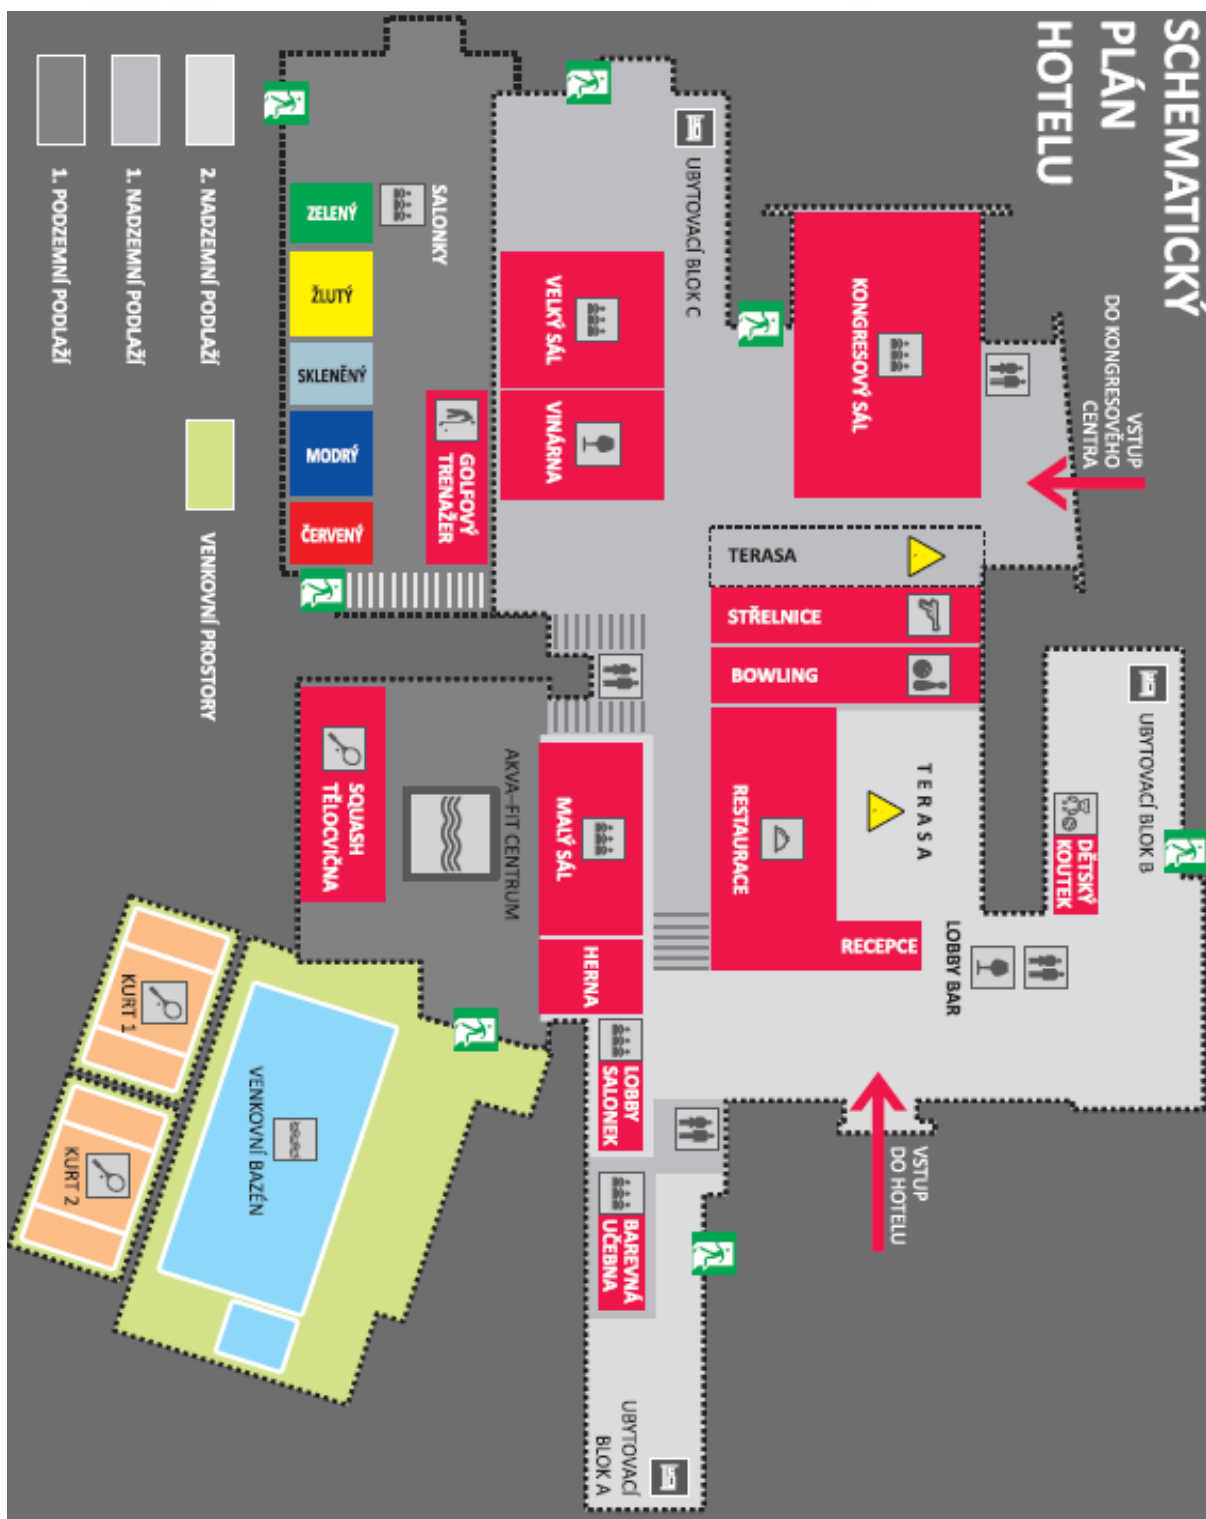 SCHEMATICKÝ
PLÁN
HOTELU
VSTUP
DO KONGRESOVÉHO
CENTRA
UBYTOVACÍ BLOK C
KONGRESOVÝ SÁL
VELKÝ SÁL
VINÁRNA
SALONKY
ZELENÝ
ŽLUTÝ
SKLENĚNÝ
MODRÝ
ČERVENÝ
GOLFOVÝ
TRENAŽER
TERASA
STŘELNICE
BOWLING
RESTAURACE
TERASA
RECEPCE
LOBBY BAR
UBYTOVACÍ BLOK B
DĚTSKÝ
KOUTEK
VSTUP
DO HOTELU
MALÝ SÁL
HERNA
LOBBY
SALONEK
BAREVNÁ
UČEBNA
UBYTOVACÍ
BLOK A
AKVA–FIT CENTRUM
SQUASH
TĚLOCVIČNA
VENKOVNÍ BAZÉN
KURT 1
KURT 2
2. NADZEMNÍ PODLAŽÍ
1. NADZEMNÍ PODLAŽÍ
1. PODZEMNÍ PODLAŽÍ
VENKOVNÍ PROSTORY